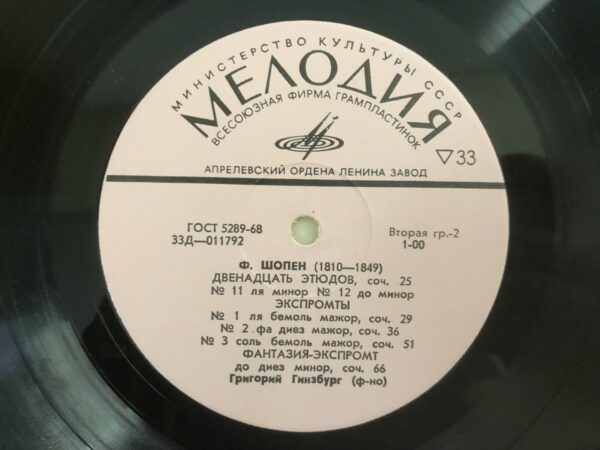 МИНИСТЕРСТВО КУЛЬТУРЫ СССР
МЕЛОДИЯ
ВСЕСОЮЗНАЯ ФИРМА ГРАМПЛАСТИНОК
▽33
АПРЕЛЕВСКИЙ ОРДЕНА ЛЕНИНА ЗАВОД
ГОСТ 5289-68
33Д—011792
Вторая гр.-2
1-00
Ф. ШОПЕН (1810—1849)
ДВЕНАДЦАТЬ ЭТЮДОВ, соч. 25
№ 11 ля минор № 12 до минор
ЭКСПРОМТЫ
№ 1 ля бемоль мажор, соч. 29
№ 2 фа диез мажор, соч. 36
№ 3 соль бемоль мажор, соч. 51
ФАНТАЗИЯ-ЭКСПРОМТ
до диез минор, соч. 66
Григорий Гинзбург (ф-но)